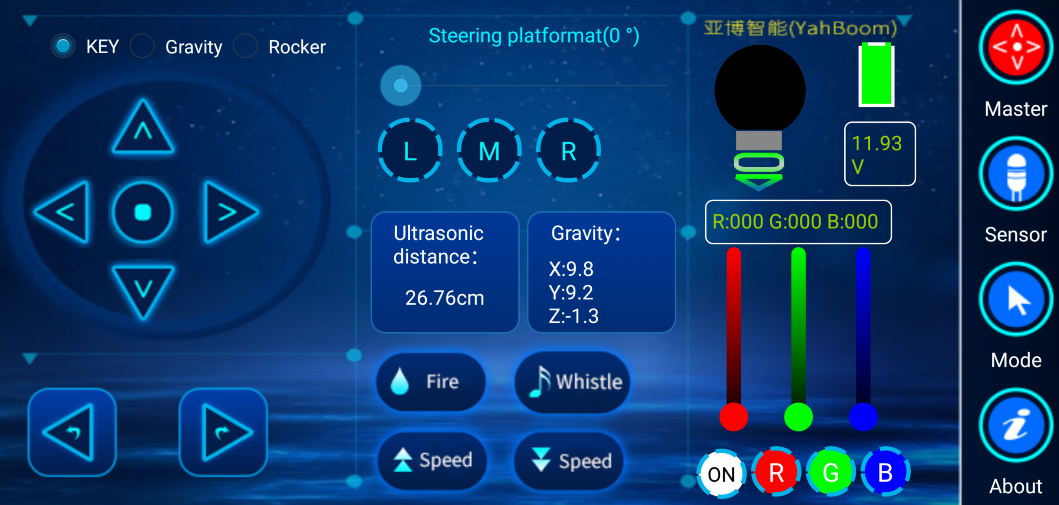 KEY
Gravity
Rocker
Steering platformat(0 °)
L
M
R
Ultrasonic
distance：
26.76cm
Gravity：
X:9.8
Y:9.2
Z:-1.3
Fire
Whistle
Speed
Speed
亚博智能(YahBoom)
11.93
V
R:000 G:000 B:000
ON
R
G
B
Master
Sensor
Mode
i
About